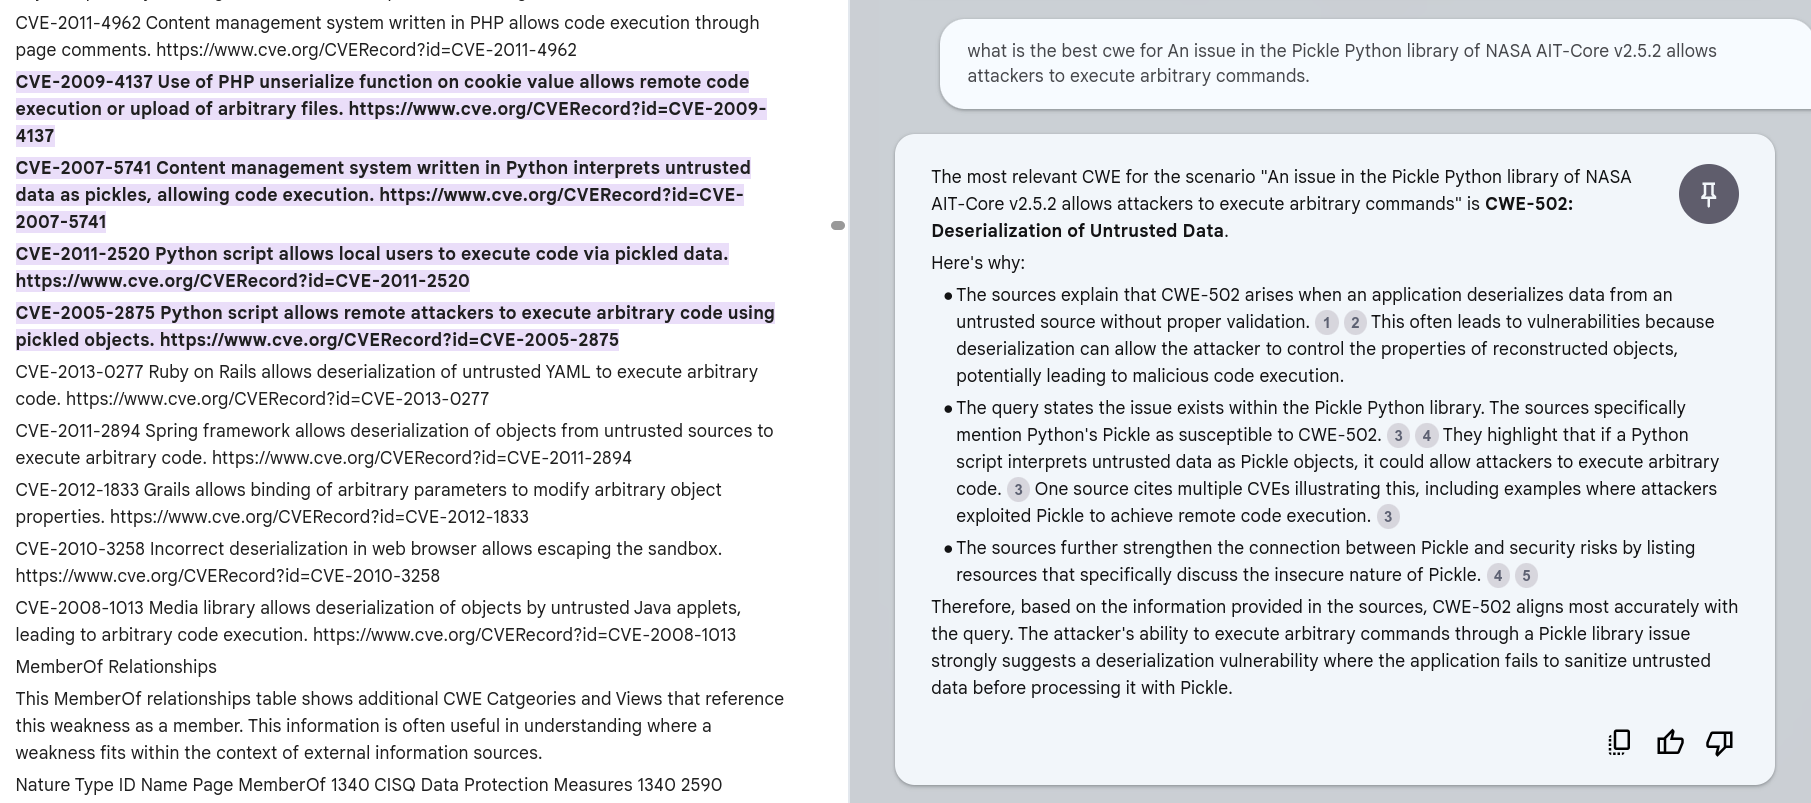 CVE-2011-4962 Content management system written in PHP allows code execution through
page comments. https://www.cve.org/CVERecord?id=CVE-2011-4962
CVE-2009-4137 Use of PHP unserialize function on cookie value allows remote code
execution or upload of arbitrary files. https://www.cve.org/CVERecord?id=CVE-2009-
4137
CVE-2007-5741 Content management system written in Python interprets untrusted
data as pickles, allowing code execution. https://www.cve.org/CVERecord?id=CVE-
2007-5741
CVE-2011-2520 Python script allows local users to execute code via pickled data.
https://www.cve.org/CVERecord?id=CVE-2011-2520
CVE-2005-2875 Python script allows remote attackers to execute arbitrary code using
pickled objects. https://www.cve.org/CVERecord?id=CVE-2005-2875
CVE-2013-0277 Ruby on Rails allows deserialization of untrusted YAML to execute arbitrary
code. https://www.cve.org/CVERecord?id=CVE-2013-0277
CVE-2011-2894 Spring framework allows deserialization of objects from untrusted sources to
execute arbitrary code. https://www.cve.org/CVERecord?id=CVE-2011-2894
CVE-2012-1833 Grails allows binding of arbitrary parameters to modify arbitrary object
properties. https://www.cve.org/CVERecord?id=CVE-2012-1833
CVE-2010-3258 Incorrect deserialization in web browser allows escaping the sandbox.
https://www.cve.org/CVERecord?id=CVE-2010-3258
CVE-2008-1013 Media library allows deserialization of objects by untrusted Java applets,
leading to arbitrary code execution. https://www.cve.org/CVERecord?id=CVE-2008-1013
MemberOf Relationships
This MemberOf relationships table shows additional CWE Catgeories and Views that reference
this weakness as a member. This information is often useful in understanding where a
weakness fits within the context of external information sources.
Nature Type ID Name Page MemberOf 1340 CISQ Data Protection Measures 1340 2590
what is the best cwe for An issue in the Pickle Python library of NASA AIT-Core v2.5.2 allows
attackers to execute arbitrary commands.
The most relevant CWE for the scenario "An issue in the Pickle Python library of NASA
AIT-Core v2.5.2 allows attackers to execute arbitrary commands" is CWE-502:
Deserialization of Untrusted Data.
Here's why:
● The sources explain that CWE-502 arises when an application deserializes data from an
untrusted source without proper validation. 1 2 This often leads to vulnerabilities because
deserialization can allow the attacker to control the properties of reconstructed objects,
potentially leading to malicious code execution.
● The query states the issue exists within the Pickle Python library. The sources specifically
mention Python's Pickle as susceptible to CWE-502. 3 4 They highlight that if a Python
script interprets untrusted data as Pickle objects, it could allow attackers to execute arbitrary
code. 3 One source cites multiple CVEs illustrating this, including examples where attackers
exploited Pickle to achieve remote code execution. 3
● The sources further strengthen the connection between Pickle and security risks by listing
resources that specifically discuss the insecure nature of Pickle. 4 5
Therefore, based on the information provided in the sources, CWE-502 aligns most accurately with
the query. The attacker's ability to execute arbitrary commands through a Pickle library issue
strongly suggests a deserialization vulnerability where the application fails to sanitize untrusted
data before processing it with Pickle.